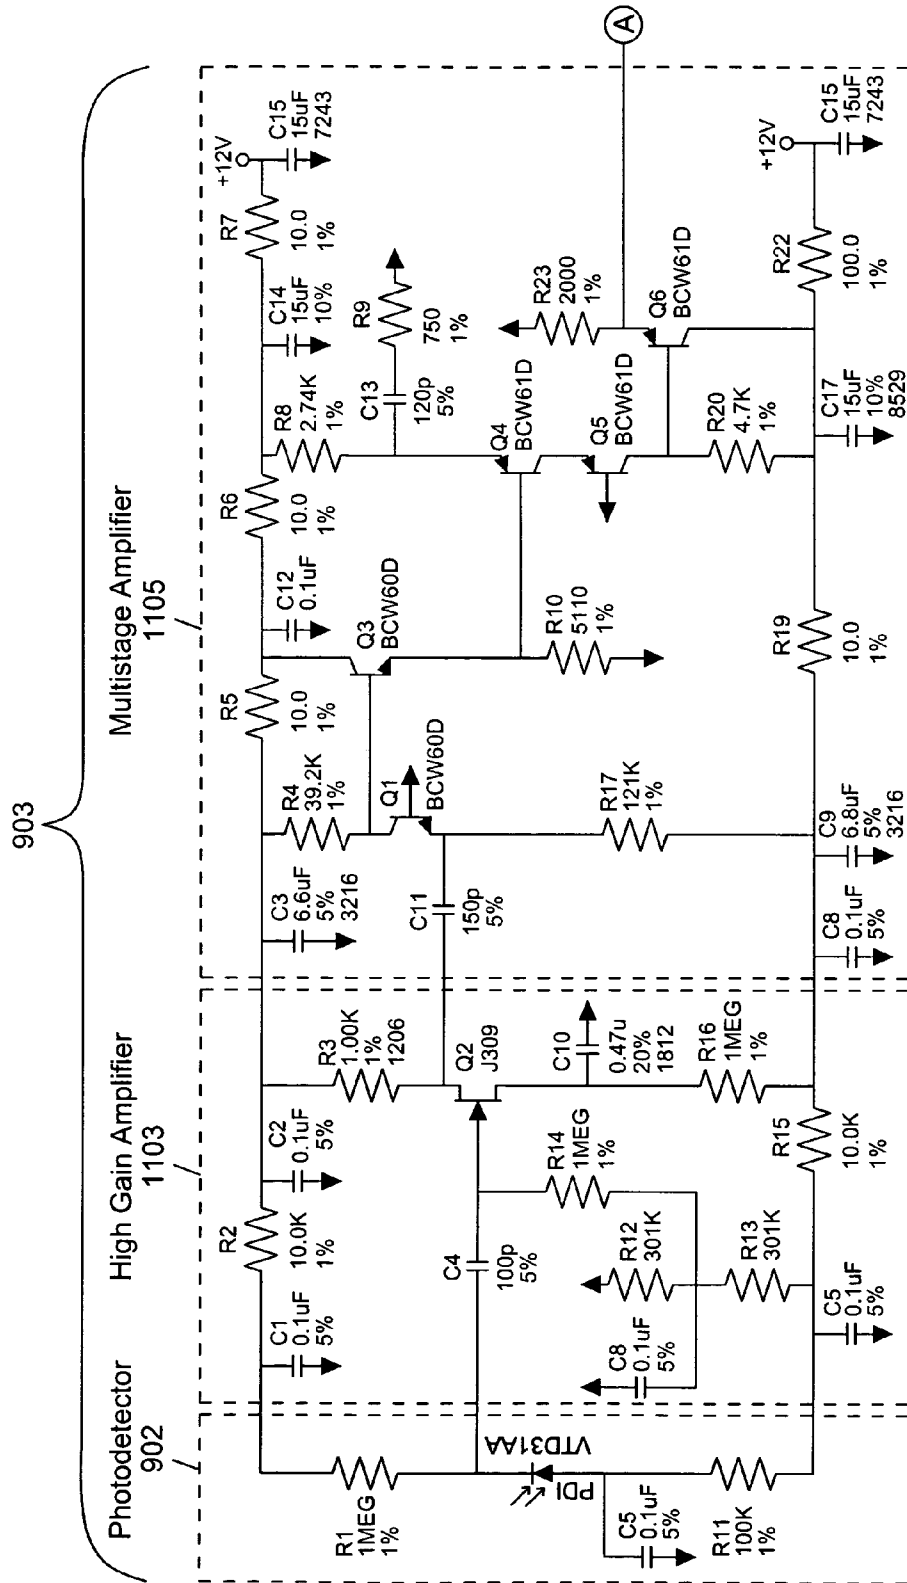 903
Photodetector
902
High Gain Amplifier
1103
Multistage Amplifier
1105
R1
1MEG
1%
VTD31AA
PDI
C5
0.1uF
5%
R11
100K
1%
C1
0.1uF
5%
R2
10.0K
1%
C2
0.1uF
5%
R3
1.00K
1%
1206
C4
100p
5%
Q2
J309
R14
1MEG
1%
C10
0.47u
20%
1812
C8
0.1uF
5%
R12
301K
R13
301K
C5
0.1uF
5%
R15
10.0K
1%
R16
1MEG
1%
C3
6.6uF
5%
3216
R4
39.2K
1%
R5
10.0
1%
C12
0.1uF
R6
10.0
1%
R8
2.74K
1%
C14
15uF
10%
R7
10.0
1%
+12V
C15
15uF
7243
C11
150p
5%
Q1
BCW60D
Q3
BCW60D
C13
120p
5%
R9
750
1%
Q4
BCW61D
Q5
BCW61D
R23
2000
1%
Q6
BCW61D
A
R17
121K
1%
R10
5110
1%
R20
4.7K
1%
C8
0.1uF
5%
C9
6.8uF
5%
3216
R19
10.0
1%
C17
15uF
10%
8529
R22
100.0
1%
+12V
C15
15uF
7243